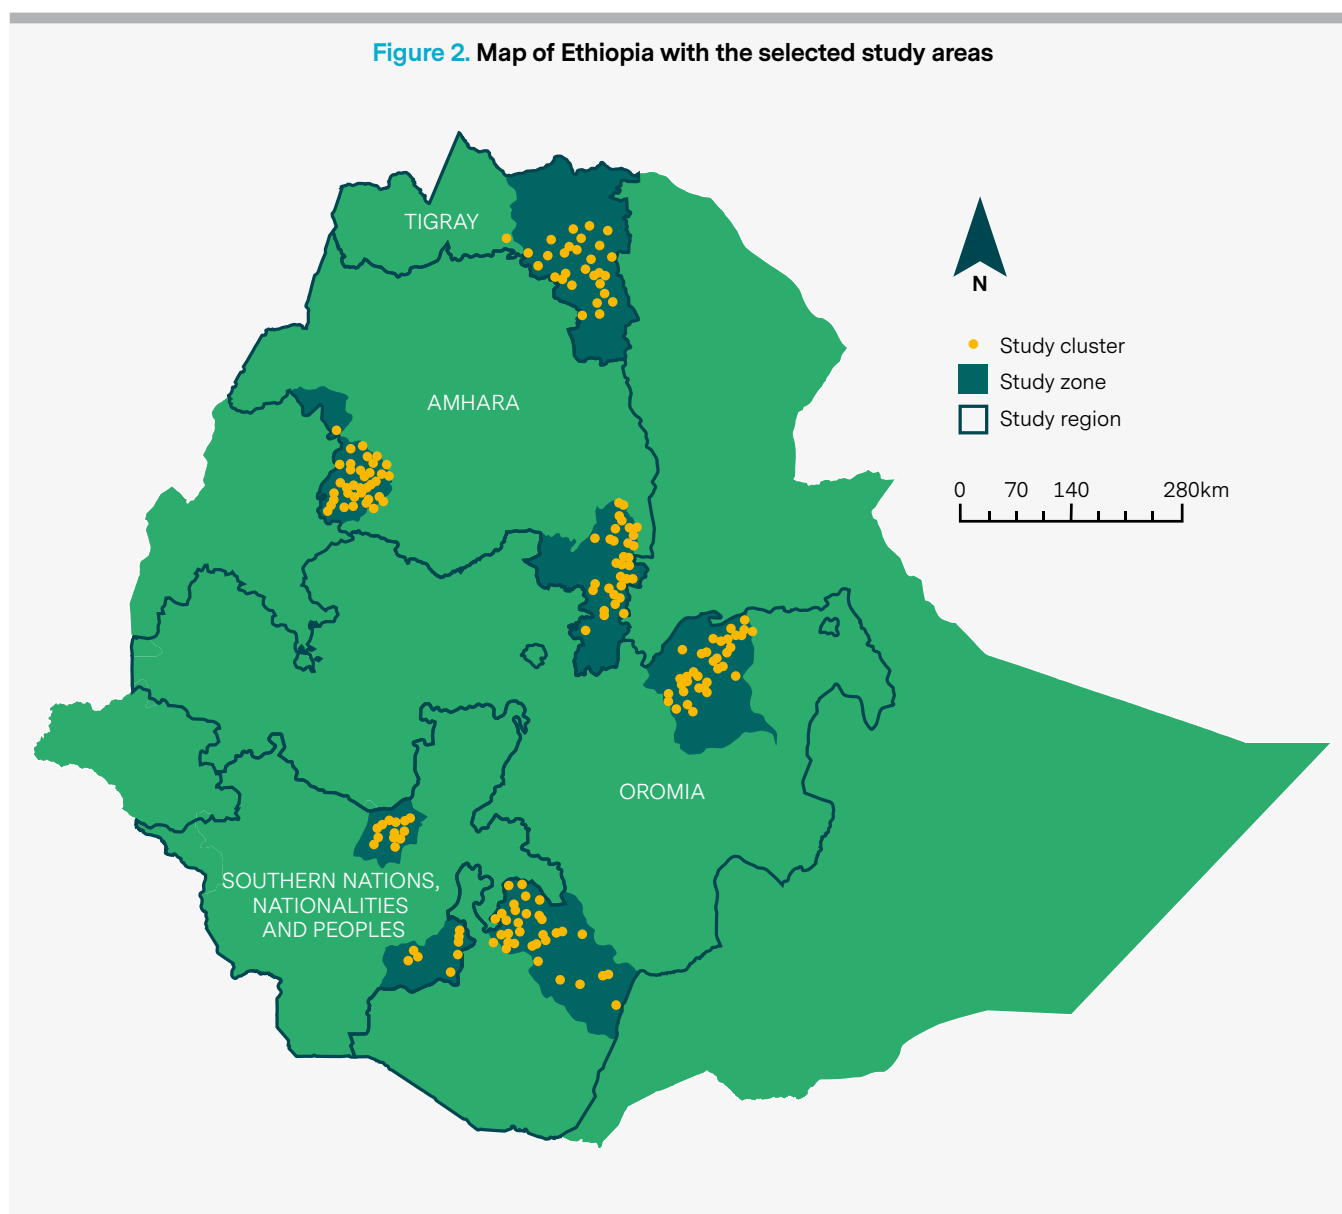 Figure 2. Map of Ethiopia with the selected study areas
TIGRAY
N
Study cluster
Study zone
Study region
AMHARA
0 70 140 280km
OROMIA
SOUTHERN NATIONS,
NATIONALITIES
AND PEOPLES